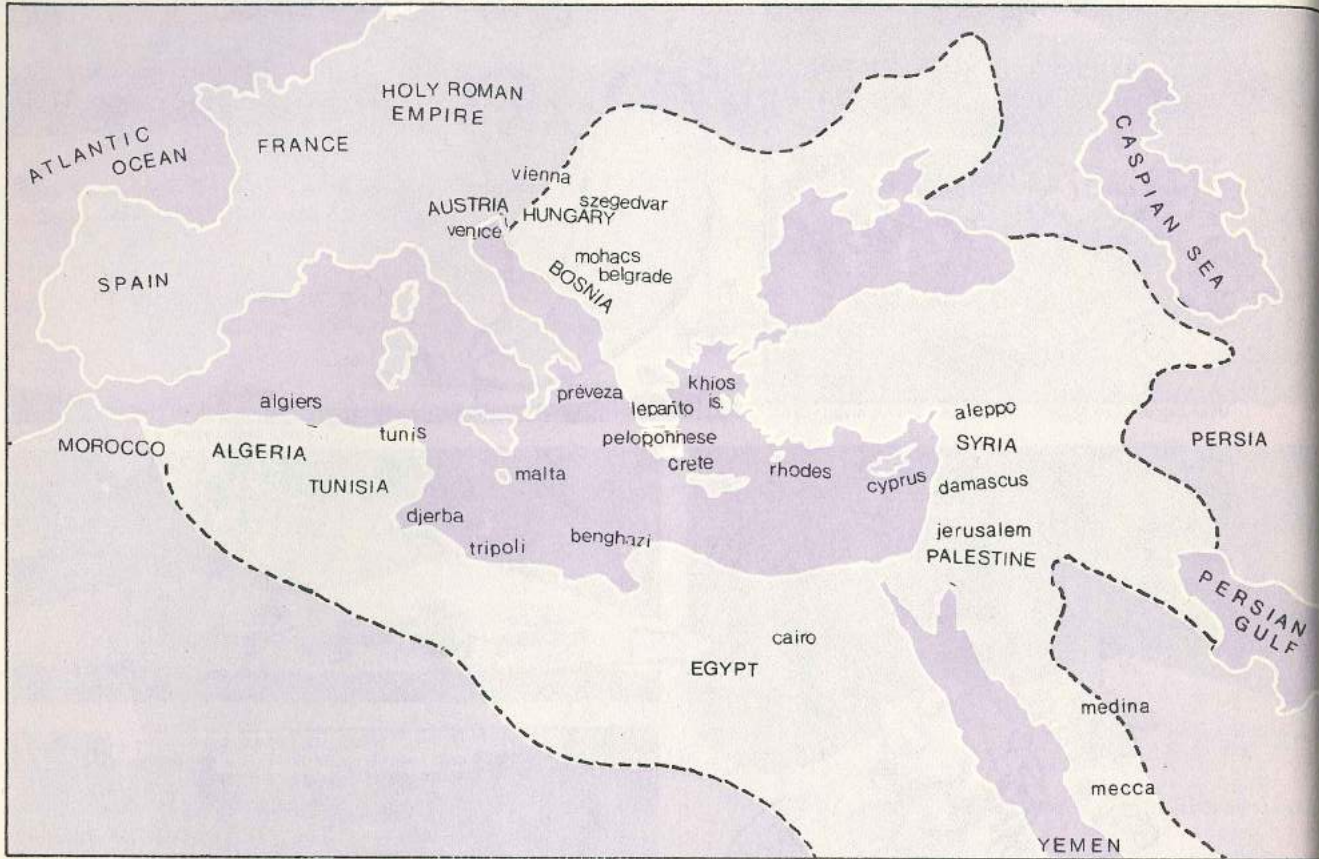 HOLY ROMAN
EMPIRE
ATLANTIC
OCEAN
FRANCE
CASPIAN SEA
vienna
szegedvar
AUSTRIA
HUNGARY
venice
mohacs
belgrade
BOSNIA
SPAIN
algiers
preveza
khios
is.
lepanto
aleppo
MOROCCO
ALGERIA
tunis
peloponnese
SYRIA
PERSIA
TUNISIA
malta
crete
rhodes
cyprus
damascus
djerba
tripoli
benghazi
jerusalem
PALESTINE
PERSIAN
GULF
cairo
EGYPT
medina
mecca
YEMEN